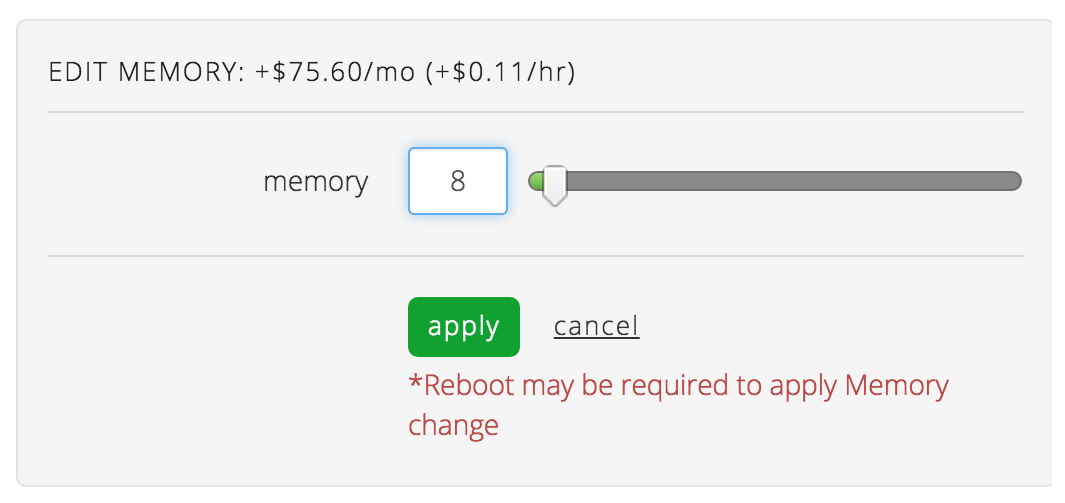 EDIT MEMORY: +$75.60/mo (+$0.11/hr)
memory 8
apply cancel
*Reboot may be required to apply Memory
change